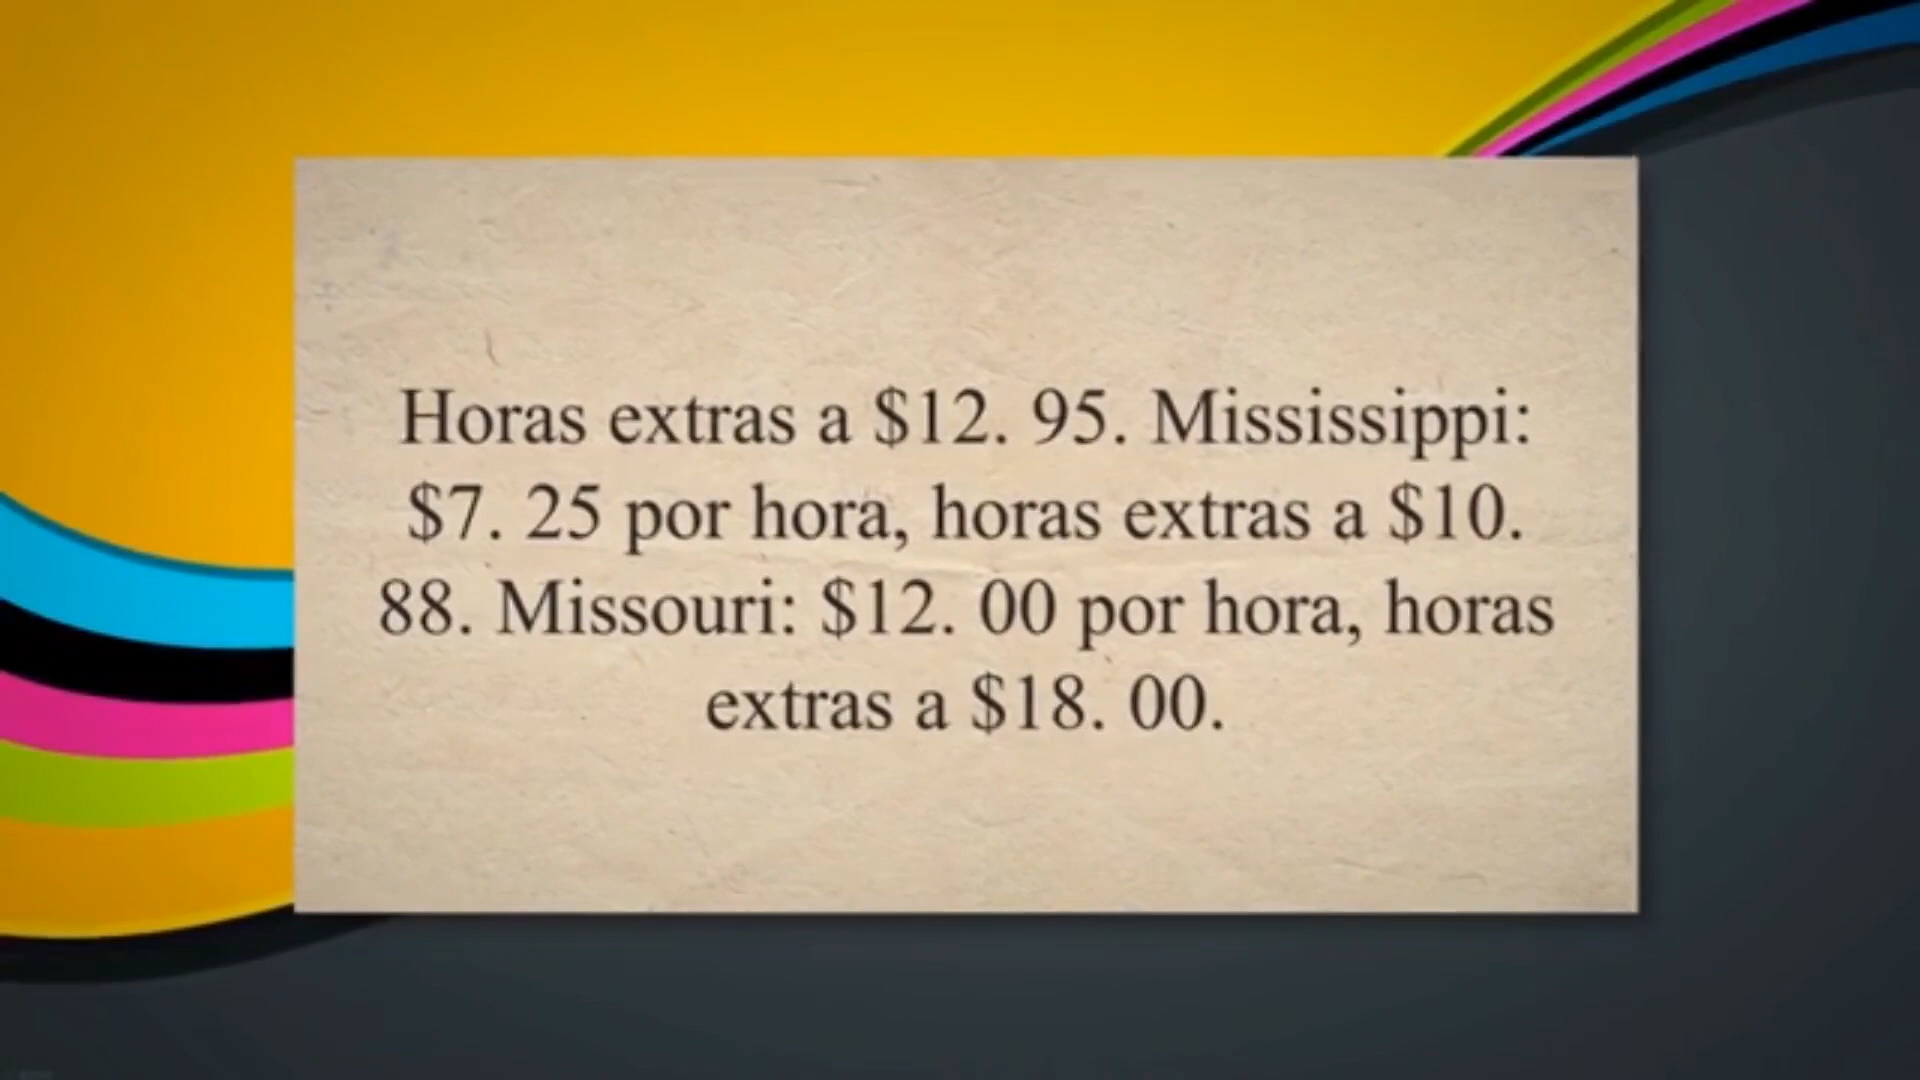 Horas extras a $12. 95. Mississippi:
$7. 25 por hora, horas extras a $10.
88. Missouri: $12. 00 por hora, horas
extras a $18. 00.